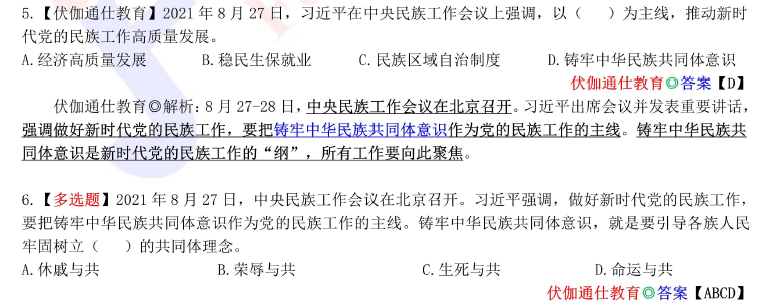 5.【伏伽通仕教育】2021 年 8 月 27 日，习近平在中央民族工作会议上强调，以（  ）为主线，推动新时
代党的民族工作高质量发展。
A.经济高质量发展 B.稳民生保就业 C.民族区域自治制度 D.铸牢中华民族共同体意识
伏伽通仕教育◎答案【D】
伏伽通仕教育◎解析：8 月 27-28 日，中央民族工作会议在北京召开。习近平出席会议并发表重要讲话，
强调做好新时代党的民族工作，要把铸牢中华民族共同体意识作为党的民族工作的主线。铸牢中华民族共
同体意识是新时代党的民族工作的“纲”，所有工作要向此聚焦。
6.【多选题】2021 年 8 月 27 日，中央民族工作会议在北京召开。习近平强调，做好新时代党的民族工作，
要把铸牢中华民族共同体意识作为党的民族工作的主线。铸牢中华民族共同体意识，就是要引导各族人民
牢固树立（  ）的共同体理念。
A.休戚与共 B.荣辱与共 C.生死与共 D.命运与共
伏伽通仕教育◎答案【ABCD】